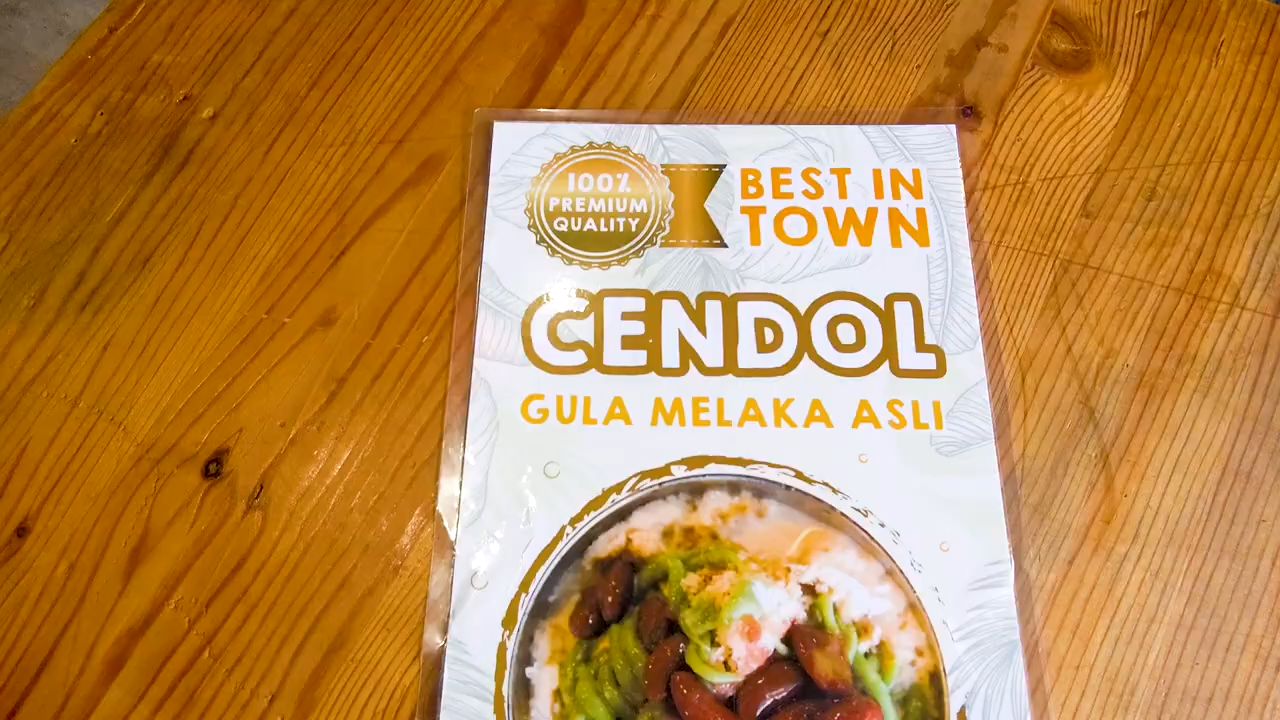 100%
PREMIUM
QUALITY
BEST IN
TOWN
CENDOL
GULA MELAKA ASLI